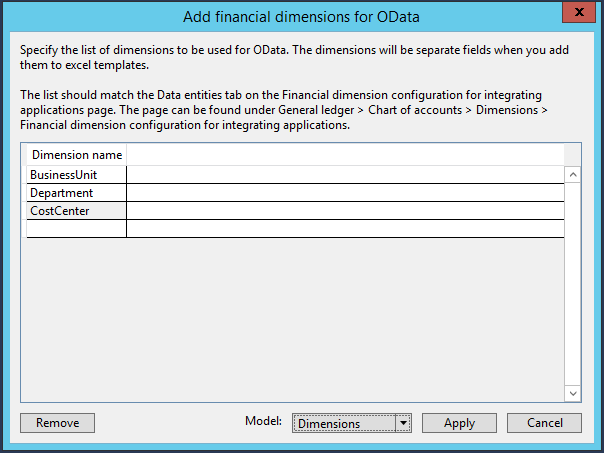 Add financial dimensions for OData
x
Specify the list of dimensions to be used for OData. The dimensions will be separate fields when you add
them to excel templates.
The list should match the Data entities tab on the Financial dimension configuration for integrating
applications page. The page can be found under General ledger > Chart of accounts > Dimensions >
Financial dimension configuration for integrating applications.
Dimension name
BusinessUnit
Department
CostCenter
Remove
Model:
Dimensions
Apply
Cancel